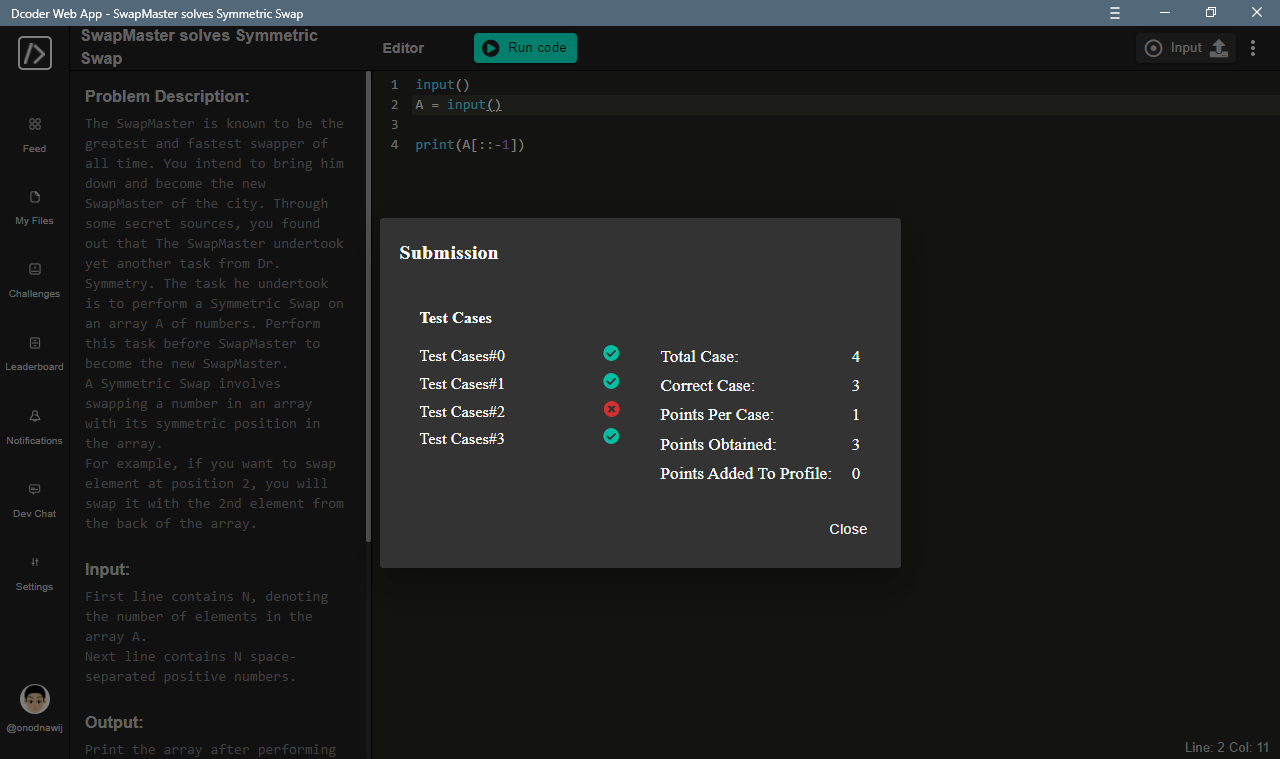 Dcoder Web App - SwapMaster solves Symmetric Swap
SwapMaster solves Symmetric
Swap
Editor
Run code
Input
Feed
My Files
Challenges
Leaderboard
Notifications
Dev Chat
Settings
@onodnawij
Problem Description:
The SwapMaster is known to be the
greatest and fastest swapper of
all time. You intend to bring him
down and become the new
SwapMaster of the city. Through
some secret sources, you found
out that The SwapMaster undertook
yet another task from Dr.
Symmetry. The task he undertook
is to perform a Symmetric Swap on
an array A of numbers. Perform
this task before SwapMaster to
become the new SwapMaster.
A Symmetric Swap involves
swapping a number in an array
with its symmetric position in
the array.
For example, if you want to swap
element at position 2, you will
swap it with the 2nd element from
the back of the array.
Input:
First line contains N, denoting
the number of elements in the
array A.
Next line contains N space-
separated positive numbers.
Output:
Print the array after performing
1 input()
2 A = input()
3
4 print(A[::-1])
Submission
Test Cases
Test Cases#0
Test Cases#1
Test Cases#2
Test Cases#3
Total Case: 4
Correct Case: 3
Points Per Case: 1
Points Obtained: 3
Points Added To Profile: 0
Close
Line: 2 Col: 11